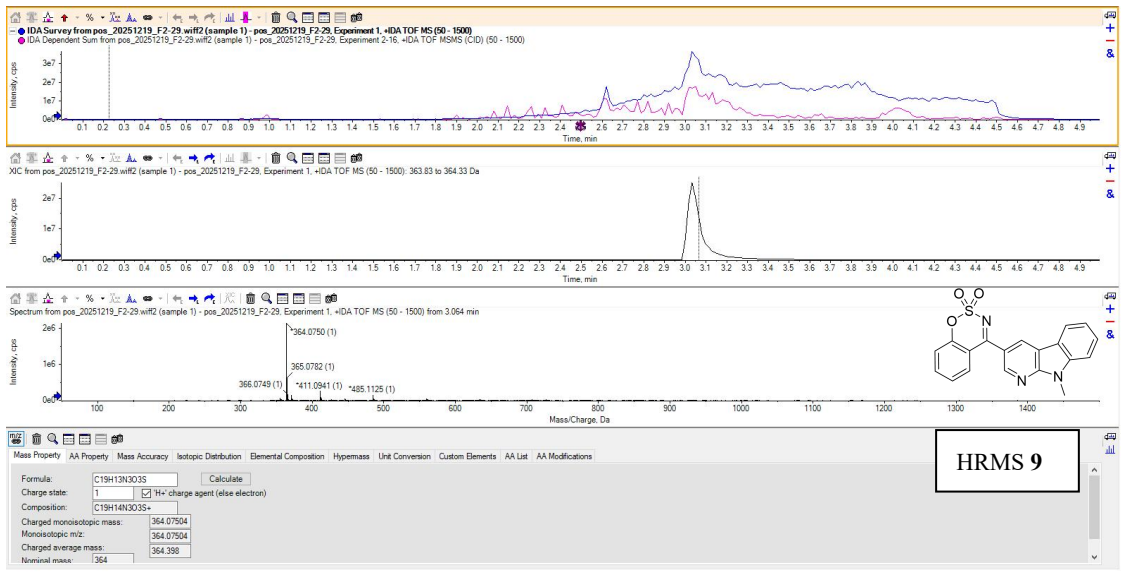 IDA Survey from pos_20251219_F2-29.wiff2 (sample 1) - pos_20251219_F2-29, Experiment 1, +IDA TOF MS (50 - 1500)
IDA Dependent Sum from pos_20251219_F2-29.wiff2 (sample 1) - pos_20251219_F2-29, Experiment 2-16, +IDA TOF MSMS (CID) (50 - 1500)
Intensity, cps
3e7
2e7
1e7
0e0
0.1 0.2 0.3 0.4 0.5 0.6 0.7 0.8 0.9 1.0 1.1 1.2 1.3 1.4 1.5 1.6 1.7 1.8 1.9 2.0 2.1 2.2 2.3 2.4 2.6 2.7 2.8 2.9 3.0 3.1 3.2 3.3 3.4 3.5 3.6 3.7 3.8 3.9 4.0 4.1 4.2 4.3 4.4 4.5 4.6 4.7 4.8 4.9
Time, min
XIC from pos_20251219_F2-29.wiff2 (sample 1) - pos_20251219_F2-29, Experiment 1, +IDA TOF MS (50 - 1500): 363.83 to 364.33 Da
Intensity, cps
2e7
1e7
0e0
0.1 0.2 0.3 0.4 0.5 0.6 0.7 0.8 0.9 1.0 1.1 1.2 1.3 1.4 1.5 1.6 1.7 1.8 1.9 2.0 2.1 2.2 2.3 2.4 2.5 2.6 2.7 2.8 2.9 3.0 3.1 3.2 3.3 3.4 3.5 3.6 3.7 3.8 3.9 4.0 4.1 4.2 4.3 4.4 4.5 4.6 4.7 4.8 4.9
Time, min
Spectrum from pos_20251219_F2-29.wiff2 (sample 1) - pos_20251219_F2-29, Experiment 1, +IDA TOF MS (50 - 1500) from 3.064 min
Intensity, cps
2e6
1e6
0e0
*364.0750 (1)
365.0782 (1)
366.0749 (1)
*411.0941 (1)
*485.1125 (1)
O O
O S N
N N
100 200 300 400 500 600 700 800 900 1000 1100 1200 1300 1400
Mass/Charge, Da
m/z
Mass Property AA Property Mass Accuracy Isotopic Distribution Elemental Composition Hypermass Unit Conversion Custom Elements AA List AA Modifications
HRMS 9
Formula: C19H13N3O3S Calculate
Charge state: 1 'H+' charge agent (else electron)
Composition: C19H14N3O3S+
Charged monoisotopic mass: 364.07504
Monoisotopic m/z: 364.07504
Charged average mass: 364.398
Nominal mass: 364